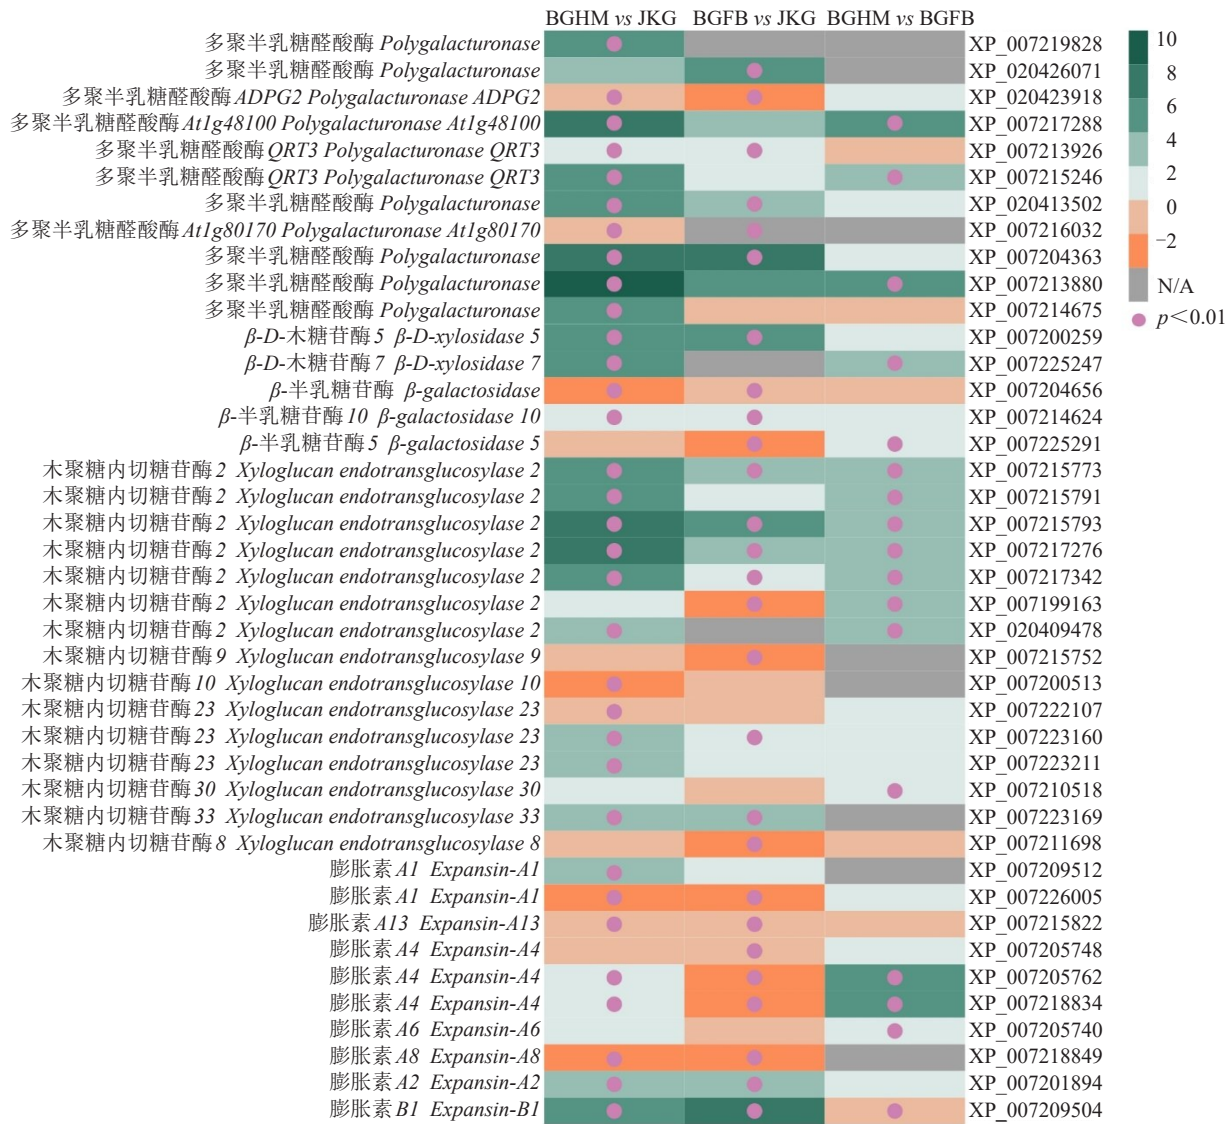 BGHM vs JKG BGFB vs JKG BGHM vs BGFB
多聚半乳糖醛酸酶 Polygalacturonase XP_007219828
多聚半乳糖醛酸酶 Polygalacturonase XP_020426071
多聚半乳糖醛酸酶 ADPG2 Polygalacturonase ADPG2 XP_020423918
多聚半乳糖醛酸酶 At1g48100 Polygalacturonase At1g48100 XP_007217288
多聚半乳糖醛酸酶 QRT3 Polygalacturonase QRT3 XP_007213926
多聚半乳糖醛酸酶 QRT3 Polygalacturonase QRT3 XP_007215246
多聚半乳糖醛酸酶 Polygalacturonase XP_020413502
多聚半乳糖醛酸酶 At1g80170 Polygalacturonase At1g80170 XP_007216032
多聚半乳糖醛酸酶 Polygalacturonase XP_007204363
多聚半乳糖醛酸酶 Polygalacturonase XP_007213880
多聚半乳糖醛酸酶 Polygalacturonase XP_007214675
β-D-木糖苷酶 5 β-D-xylosidase 5 XP_007200259
β-D-木糖苷酶 7 β-D-xylosidase 7 XP_007225247
β-半乳糖苷酶 β-galactosidase XP_007204656
β-半乳糖苷酶 10 β-galactosidase 10 XP_007214624
β-半乳糖苷酶 5 β-galactosidase 5 XP_007225291
木聚糖内切糖苷酶 2 Xyloglucan endotransglucosylase 2 XP_007215773
木聚糖内切糖苷酶 2 Xyloglucan endotransglucosylase 2 XP_007215791
木聚糖内切糖苷酶 2 Xyloglucan endotransglucosylase 2 XP_007215793
木聚糖内切糖苷酶 2 Xyloglucan endotransglucosylase 2 XP_007217276
木聚糖内切糖苷酶 2 Xyloglucan endotransglucosylase 2 XP_007217342
木聚糖内切糖苷酶 2 Xyloglucan endotransglucosylase 2 XP_007199163
木聚糖内切糖苷酶 2 Xyloglucan endotransglucosylase 2 XP_020409478
木聚糖内切糖苷酶 9 Xyloglucan endotransglucosylase 9 XP_007215752
木聚糖内切糖苷酶 10 Xyloglucan endotransglucosylase 10 XP_007200513
木聚糖内切糖苷酶 23 Xyloglucan endotransglucosylase 23 XP_007222107
木聚糖内切糖苷酶 23 Xyloglucan endotransglucosylase 23 XP_007223160
木聚糖内切糖苷酶 23 Xyloglucan endotransglucosylase 23 XP_007223211
木聚糖内切糖苷酶 30 Xyloglucan endotransglucosylase 30 XP_007210518
木聚糖内切糖苷酶 33 Xyloglucan endotransglucosylase 33 XP_007223169
木聚糖内切糖苷酶 8 Xyloglucan endotransglucosylase 8 XP_007211698
膨胀素 A1 Expansin-A1 XP_007209512
膨胀素 A1 Expansin-A1 XP_007226005
膨胀素 A13 Expansin-A13 XP_007215822
膨胀素 A4 Expansin-A4 XP_007205748
膨胀素 A4 Expansin-A4 XP_007205762
膨胀素 A4 Expansin-A4 XP_007218834
膨胀素 A6 Expansin-A6 XP_007205740
膨胀素 A8 Expansin-A8 XP_007218849
膨胀素 A2 Expansin-A2 XP_007201894
膨胀素 B1 Expansin-B1 XP_007209504
10
8
6
4
2
0
−2
N/A
p＜0.01